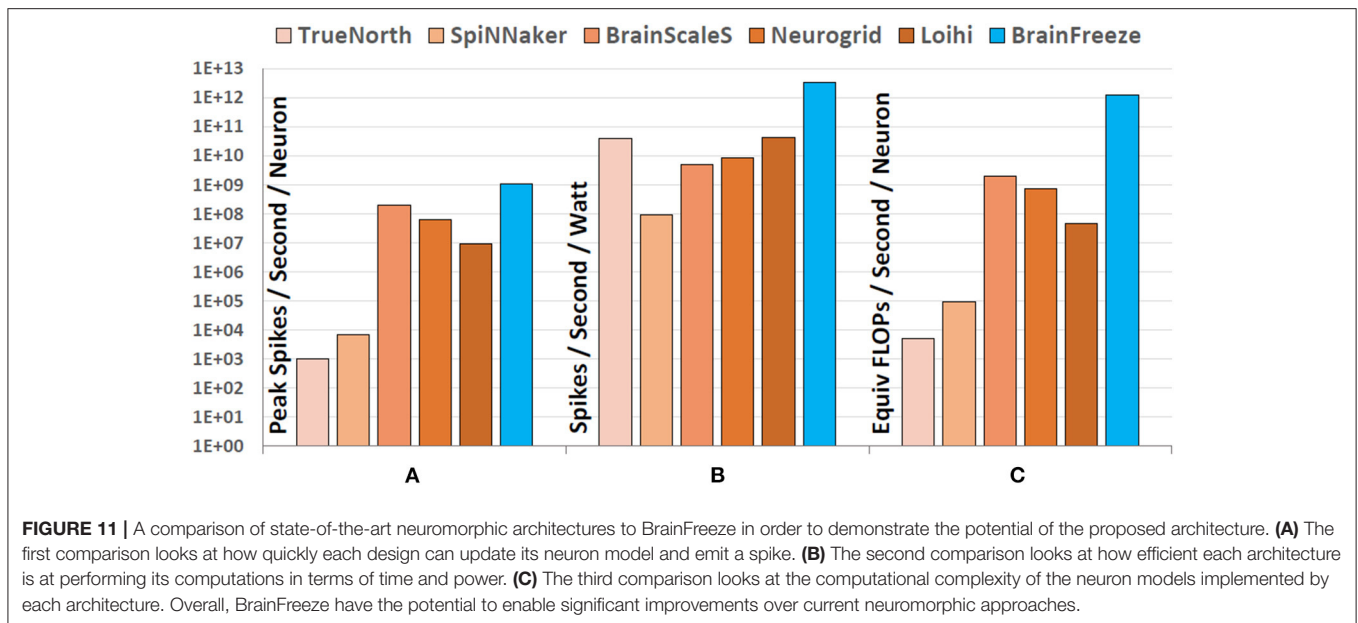 TrueNorth SpiNNaker BrainScaleS Neurogrid Loihi BrainFreeze
1E+13
1E+12
1E+11
1E+10
1E+09
1E+08
1E+07
1E+06
1E+05
1E+04
1E+03
1E+02
1E+01
1E+00
Peak Spikes / Second / Neuron
Spikes / Second / Watt
Equiv FLOPs / Second / Neuron
A B C
FIGURE 11 | A comparison of state-of-the-art neuromorphic architectures to BrainFreeze in order to demonstrate the potential of the proposed architecture. (A) The
first comparison looks at how quickly each design can update its neuron model and emit a spike. (B) The second comparison looks at how efficient each architecture
is at performing its computations in terms of time and power. (C) The third comparison looks at the computational complexity of the neuron models implemented by
each architecture. Overall, BrainFreeze have the potential to enable significant improvements over current neuromorphic approaches.